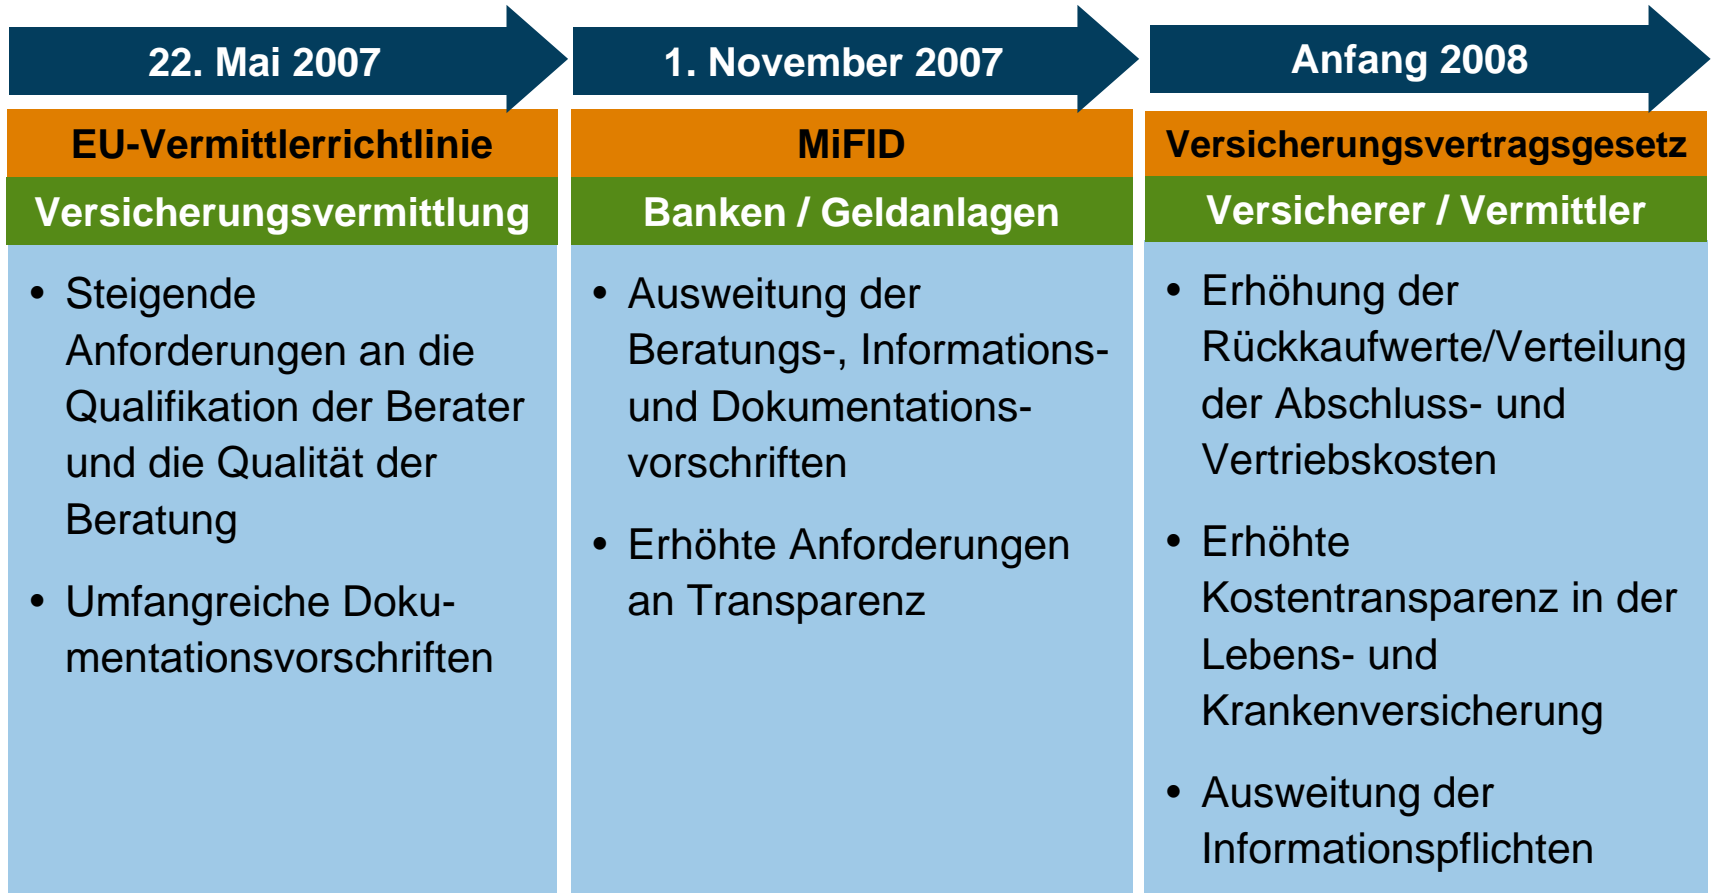 22. Mai 2007
EU-Vermittlerrichtlinie
Versicherungsvermittlung
• Steigende
Anforderungen an die
Qualifikation der Berater
und die Qualität der
Beratung
• Umfangreiche Doku-
mentationsvorschriften
1. November 2007
MiFID
Banken / Geldanlagen
• Ausweitung der
Beratungs-, Informations-
und Dokumentations-
vorschriften
• Erhöhte Anforderungen
an Transparenz
Anfang 2008
Versicherungsvertragsgesetz
Versicherer / Vermittler
• Erhöhung der
Rückkaufwerte/Verteilung
der Abschluss- und
Vertriebskosten
• Erhöhte
Kostentransparenz in der
Lebens- und
Krankenversicherung
• Ausweitung der
Informationspflichten